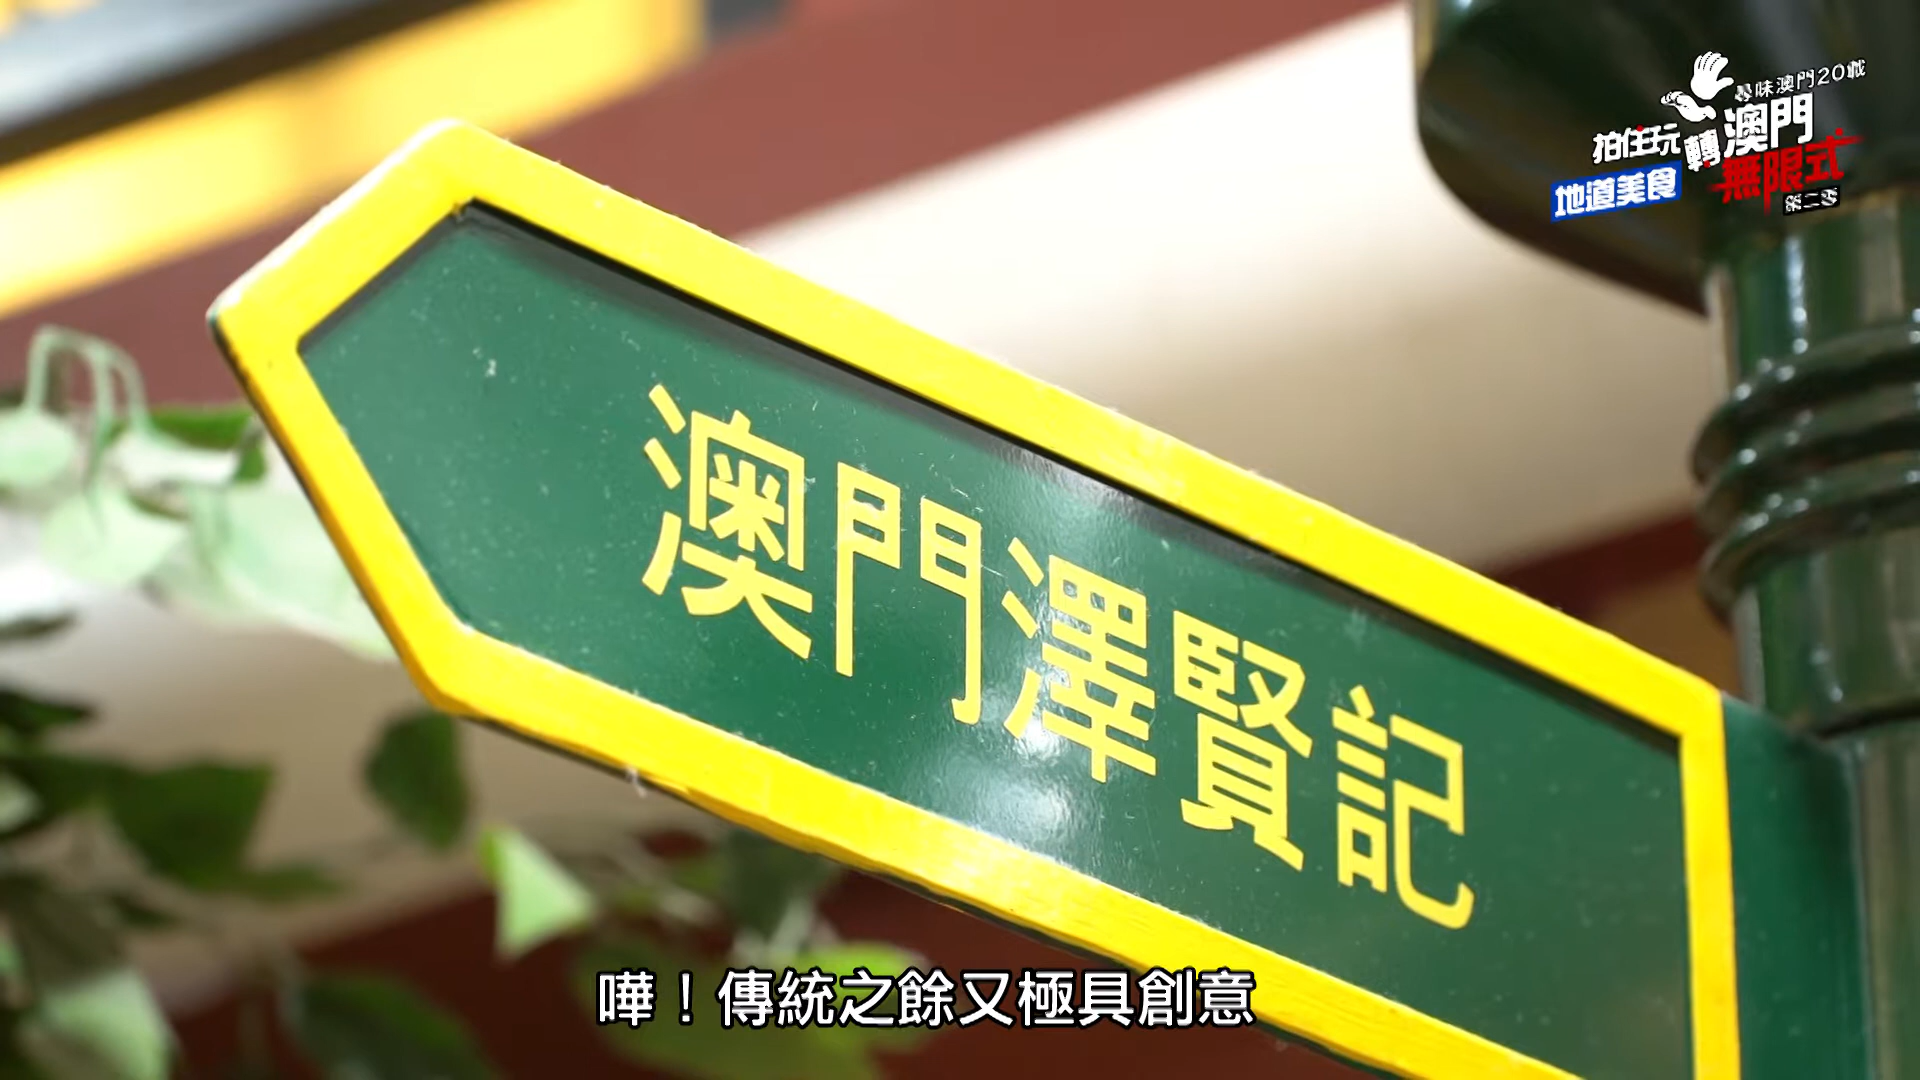 尋味澳門20載
拍住玩轉澳門無限式
地道美食
第二季
澳門澤賢記
嘩！傳統之餘又極具創意